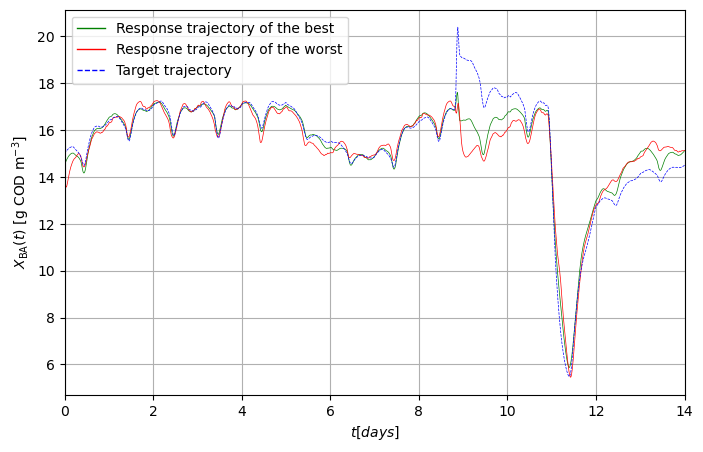 Response trajectory of the best
Resposne trajectory of the worst
Target trajectory
20
18
16
14
12
10
8
6
X_BA(t) [g COD m⁻³]
0 2 4 6 8 10 12 14
t[days]